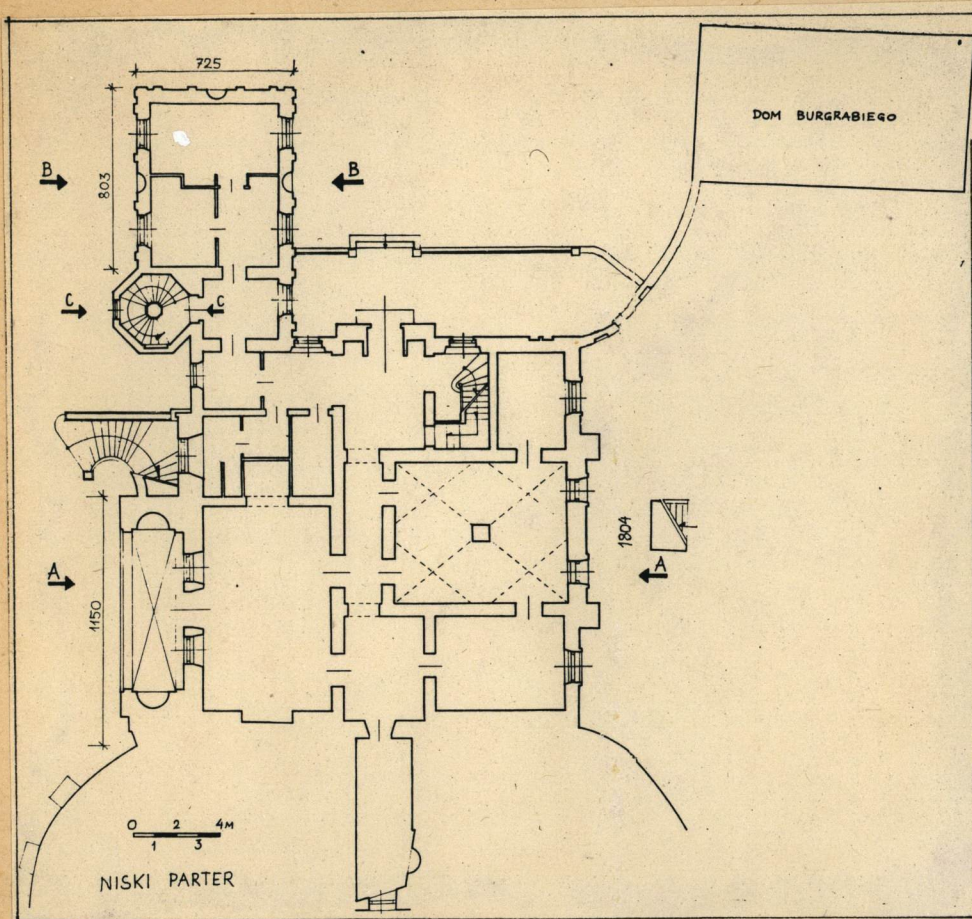 725
DOM BURGRABIEGO
B
B
803
C
C
1804
A
A
1150
0 2 4M
1 3
NISKI PARTER